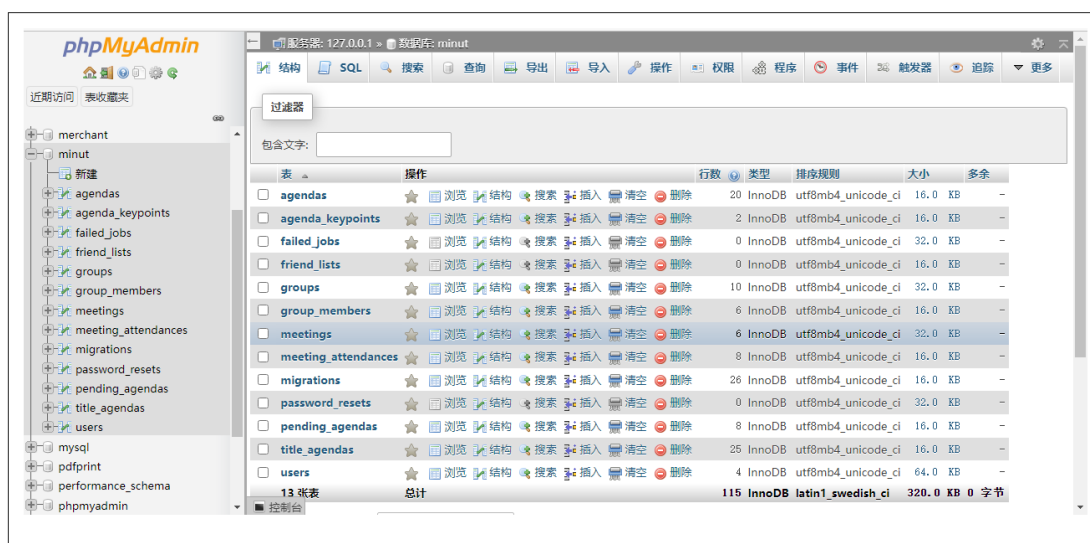 phpMyAdmin
近期访问 表收藏夹
merchant
minut
新建
agendas
agenda_keypoints
failed_jobs
friend_lists
groups
group_members
meetings
meeting_attendances
migrations
password_resets
pending_agendas
title_agendas
users
mysql
pdfprint
performance_schema
phpmyadmin
服务器: 127.0.0.1 » 数据库: minut
结构 SQL 搜索 查询 导出 导入 操作 权限 程序 事件 触发器 追踪 更多
过滤器
包含文字:
表 操作 行数 类型 排序规则 大小 多余
agendas 浏览 结构 搜索 插入 清空 删除 20 InnoDB utf8mb4_unicode_ci 16.0 KB -
agenda_keypoints 浏览 结构 搜索 插入 清空 删除 2 InnoDB utf8mb4_unicode_ci 16.0 KB -
failed_jobs 浏览 结构 搜索 插入 清空 删除 0 InnoDB utf8mb4_unicode_ci 32.0 KB -
friend_lists 浏览 结构 搜索 插入 清空 删除 0 InnoDB utf8mb4_unicode_ci 16.0 KB -
groups 浏览 结构 搜索 插入 清空 删除 10 InnoDB utf8mb4_unicode_ci 32.0 KB -
group_members 浏览 结构 搜索 插入 清空 删除 6 InnoDB utf8mb4_unicode_ci 16.0 KB -
meetings 浏览 结构 搜索 插入 清空 删除 6 InnoDB utf8mb4_unicode_ci 32.0 KB -
meeting_attendances 浏览 结构 搜索 插入 清空 删除 8 InnoDB utf8mb4_unicode_ci 16.0 KB -
migrations 浏览 结构 搜索 插入 清空 删除 26 InnoDB utf8mb4_unicode_ci 16.0 KB -
password_resets 浏览 结构 搜索 插入 清空 删除 0 InnoDB utf8mb4_unicode_ci 32.0 KB -
pending_agendas 浏览 结构 搜索 插入 清空 删除 8 InnoDB utf8mb4_unicode_ci 16.0 KB -
title_agendas 浏览 结构 搜索 插入 清空 删除 25 InnoDB utf8mb4_unicode_ci 16.0 KB -
users 浏览 结构 搜索 插入 清空 删除 4 InnoDB utf8mb4_unicode_ci 64.0 KB -
13 张表 总计 115 InnoDB latin1_swedish_ci 320.0 KB 0 字节
控制台